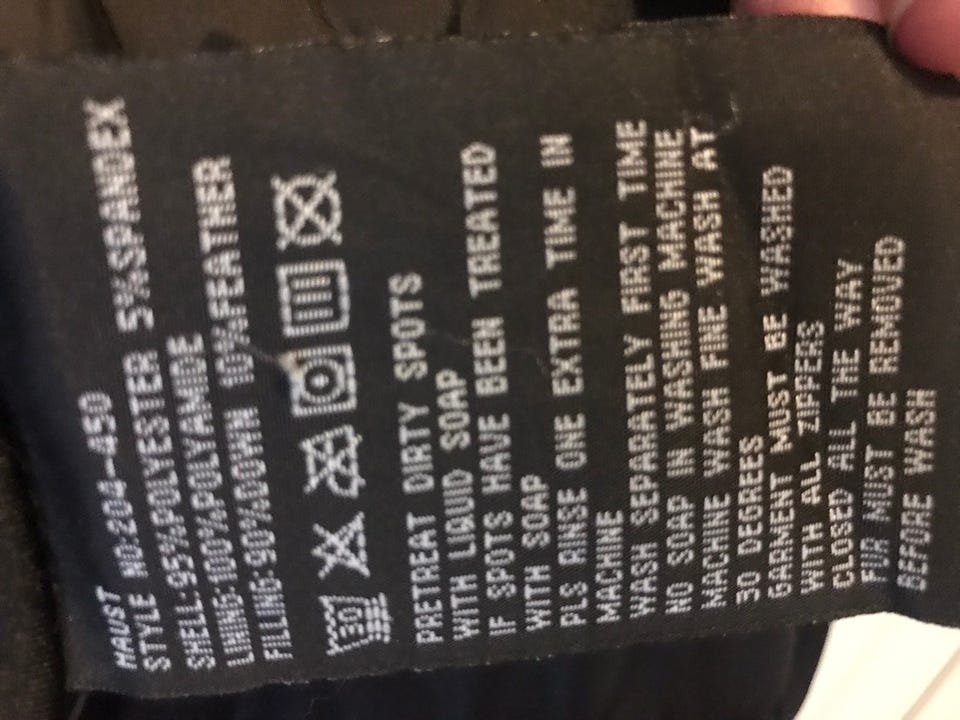 HAUST
STYLE NO:204-450
SHELL:95%POLYESTER 5%SPANDEX
LINING:100%POLYAMIDE
FILLING:90%DOWN 10%FEATHER
30
PRETREAT DIRTY SPOTS
WITH LIQUID SOAP
IF SPOTS HAVE BEEN TREATED
WITH SOAP
PLS RINSE ONE EXTRA TIME IN
MACHINE
WASH SEPARATELY FIRST TIME
NO SOAP IN WASHING MACHINE
MACHINE WASH FINE WASH AT
30 DEGREES
GARMENT MUST BE WASHED
WITH ALL ZIPPERS
CLOSED ALL THE WAY
FUR MUST BE REMOVED
BEFORE WASH